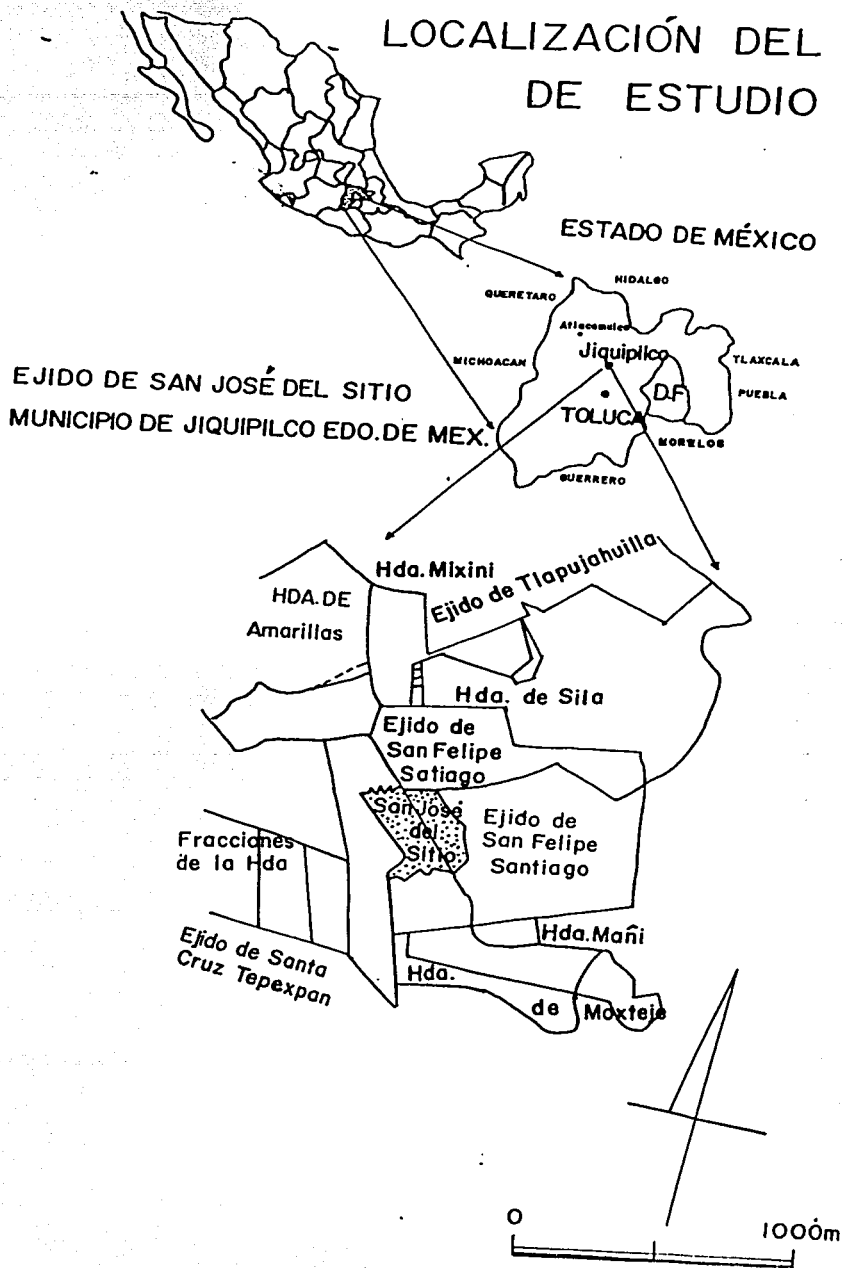 LOCALIZACIÓN DEL
DE ESTUDIO
ESTADO DE MÉXICO
HIDALGO
QUERETARO
Atlacomulco
MICHOACAN
Jiquipilco
TLAXCALA
D.F
PUEBLA
TOLUCA
MORELOS
GUERRERO
EJIDO DE SAN JOSÉ DEL SITIO
MUNICIPIO DE JIQUIPILCO EDO. DE MEX.
Hda. Mixini
Ejido de Tlapujahuilla
HDA. DE
Amarillas
Hda. de Sila
Ejido de
San Felipe
Satiago
San José
del
Sitio
Ejido de
San Felipe
Santiago
Fracciones
de la Hda
Ejido de Santa
Cruz Tepexpan
Hda. Mañi
Hda.
de Moxteje
0 1000m